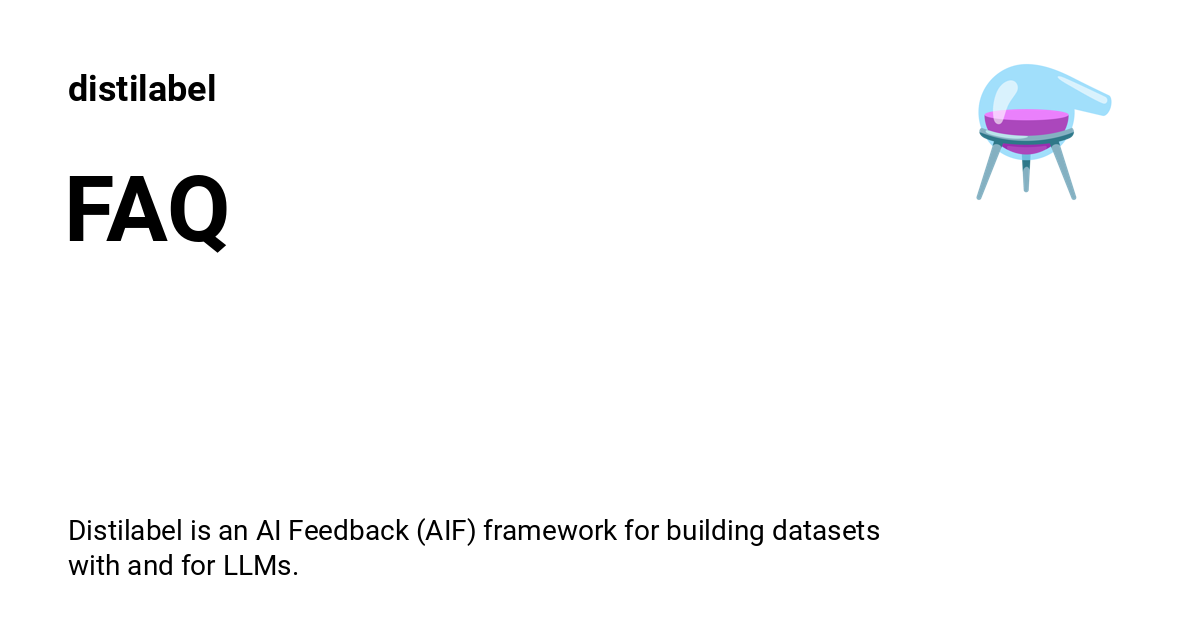 distilabel
FAQ
Distilabel is an AI Feedback (AIF) framework for building datasets
with and for LLMs.